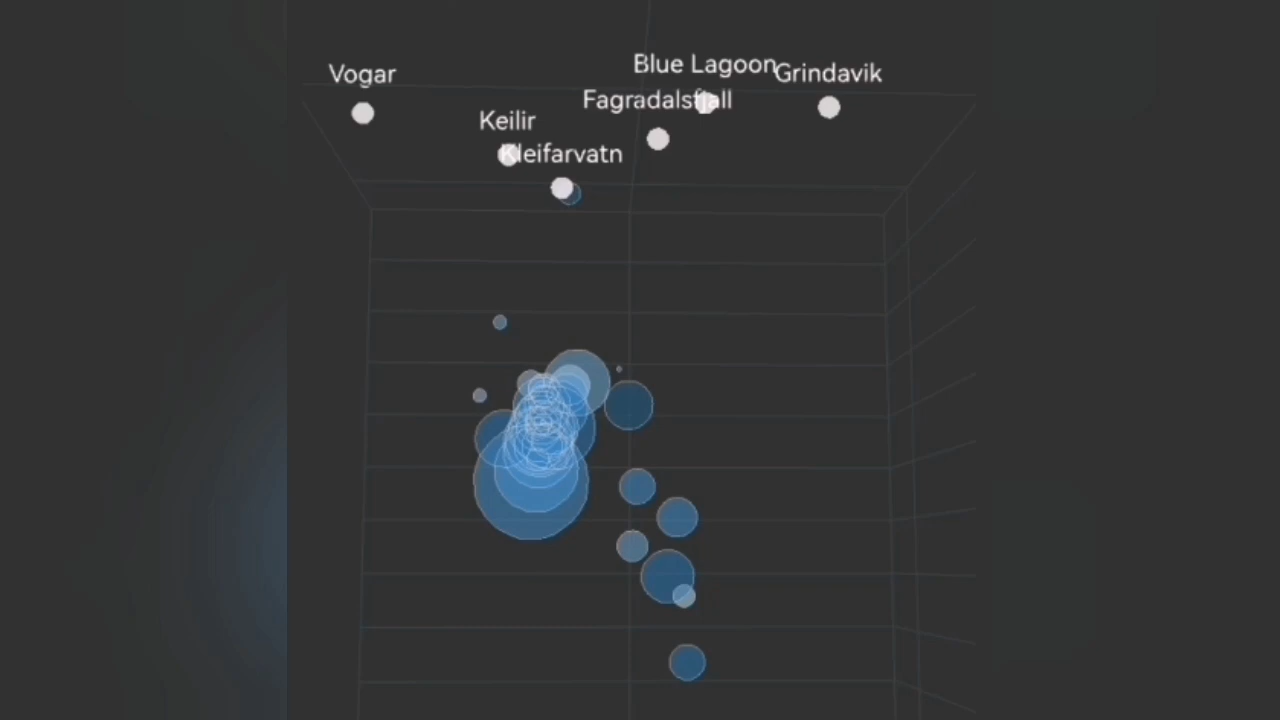 Blue Lagoon
Vogar
Grindavik
Fagradalsfjall
Keilir
Kleifarvatn